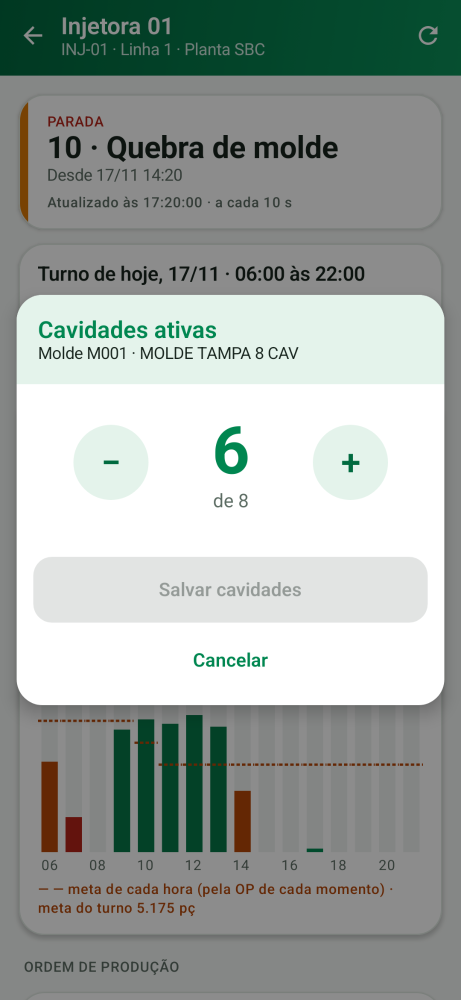 Injetora 01
INJ-01 · Linha 1 · Planta SBC
PARADA
10 · Quebra de molde
Desde 17/11 14:20
Atualizado às 17:20:00 · a cada 10 s
Turno de hoje, 17/11 · 06:00 às 22:00
Cavidades ativas
Molde M001 · MOLDE TAMPA 8 CAV
− 6 +
de 8
Salvar cavidades
Cancelar
06 08 10 12 14 16 18 20
— — meta de cada hora (pela OP de cada momento) ·
meta do turno 5.175 pç
ORDEM DE PRODUÇÃO